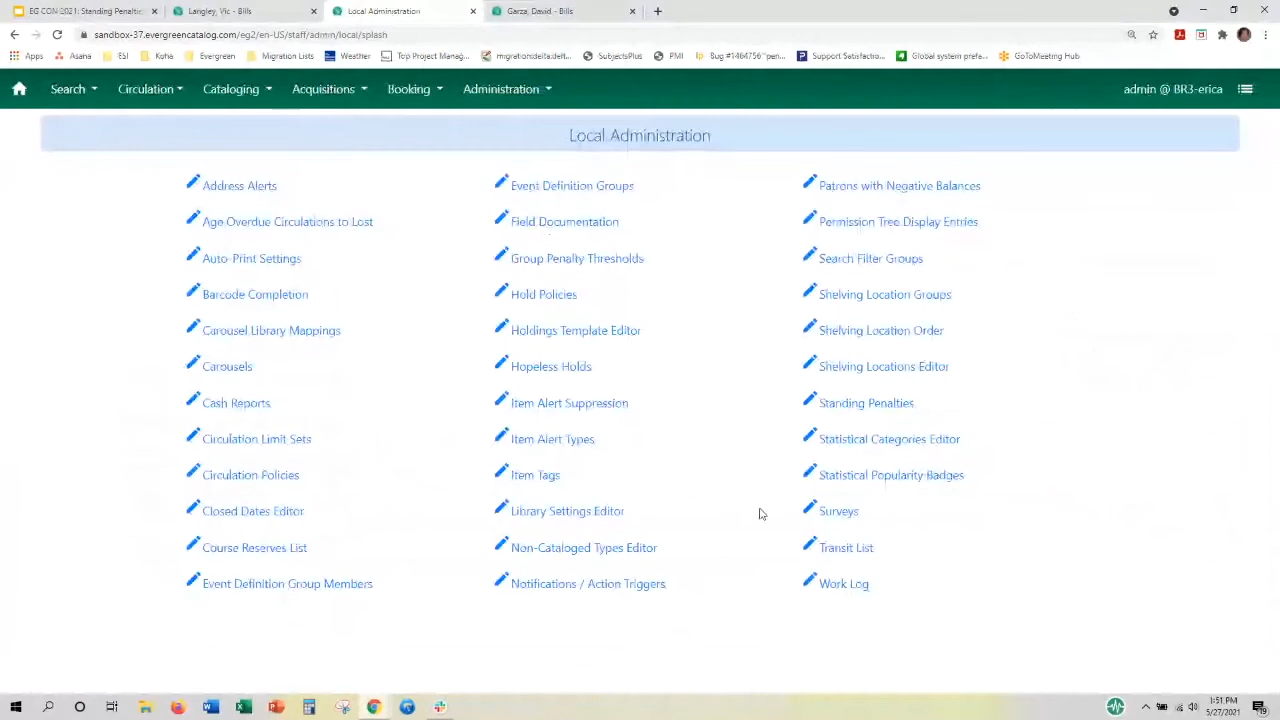 EG CON-2021: Standing Penalti
Langley, Vic - Bills
Local Administration
Garza, David - Bills
sandbox-37.evergreencatalog.com/eg2/en-US/staff/admin/local/splash
Apps
Asana
ESI
Koha
Evergreen
Migration Lists
Weather
Top Project Manag...
migration:delta:delt...
SubjectsPlus
PMI
Bug #1464756 "pen...
Support Satisfactio...
Global system prefe...
GoToMeeting Hub
Search
Circulation
Cataloging
Acquisitions
Booking
Administration
admin @ BR3-erica
Local Administration
Address Alerts
Age Overdue Circulations to Lost
Auto-Print Settings
Barcode Completion
Carousel Library Mappings
Carousels
Cash Reports
Circulation Limit Sets
Circulation Policies
Closed Dates Editor
Course Reserves List
Event Definition Group Members
Event Definition Groups
Field Documentation
Group Penalty Thresholds
Hold Policies
Holdings Template Editor
Hopeless Holds
Item Alert Suppression
Item Alert Types
Item Tags
Library Settings Editor
Non-Cataloged Types Editor
Notifications / Action Triggers
Patrons with Negative Balances
Permission Tree Display Entries
Search Filter Groups
Shelving Location Groups
Shelving Location Order
Shelving Locations Editor
Standing Penalties
Statistical Categories Editor
Statistical Popularity Badges
Surveys
Transit List
Work Log
1:51 PM
5/27/2021